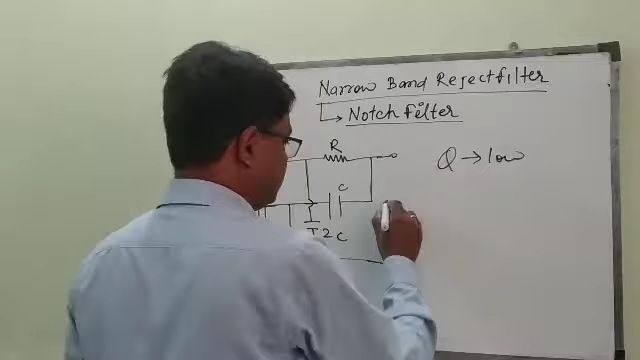 Narrow Band Reject filter
Notch Filter
R
Q → low
C
2C